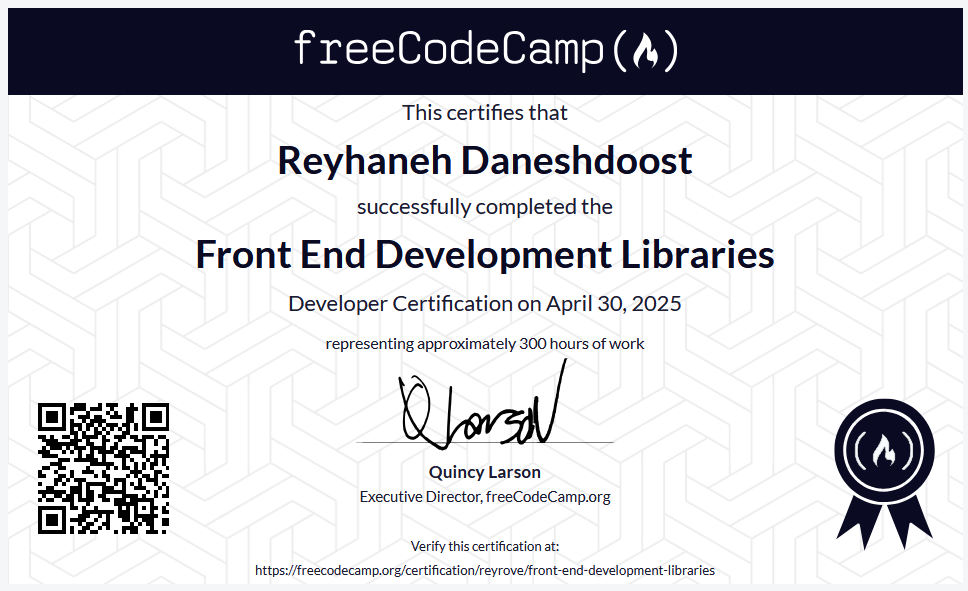 freeCodeCamp
This certifies that
Reyhaneh Daneshdoost
successfully completed the
Front End Development Libraries
Developer Certification on April 30, 2025
representing approximately 300 hours of work
Q Larson
Quincy Larson
Executive Director, freeCodeCamp.org
Verify this certification at:
https://freecodecamp.org/certification/reyrove/front-end-development-libraries